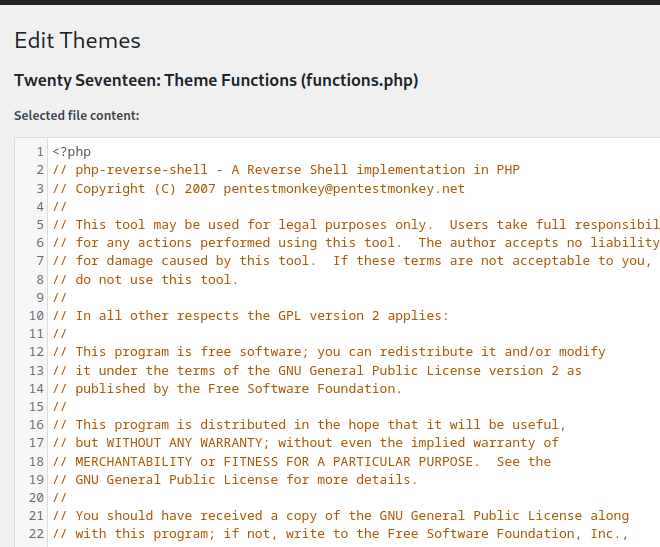 Edit Themes
Twenty Seventeen: Theme Functions (functions.php)
Selected file content:
1 <?php
2 // php-reverse-shell - A Reverse Shell implementation in PHP
3 // Copyright (C) 2007 pentestmonkey@pentestmonkey.net
4 //
5 // This tool may be used for legal purposes only.  Users take full responsibil
6 // for any actions performed using this tool.  The author accepts no liability
7 // for damage caused by this tool.  If these terms are not acceptable to you,
8 // do not use this tool.
9 //
10 // In all other respects the GPL version 2 applies:
11 //
12 // This program is free software; you can redistribute it and/or modify
13 // it under the terms of the GNU General Public License version 2 as
14 // published by the Free Software Foundation.
15 //
16 // This program is distributed in the hope that it will be useful,
17 // but WITHOUT ANY WARRANTY; without even the implied warranty of
18 // MERCHANTABILITY or FITNESS FOR A PARTICULAR PURPOSE.  See the
19 // GNU General Public License for more details.
20 //
21 // You should have received a copy of the GNU General Public License along
22 // with this program; if not, write to the Free Software Foundation, Inc.,